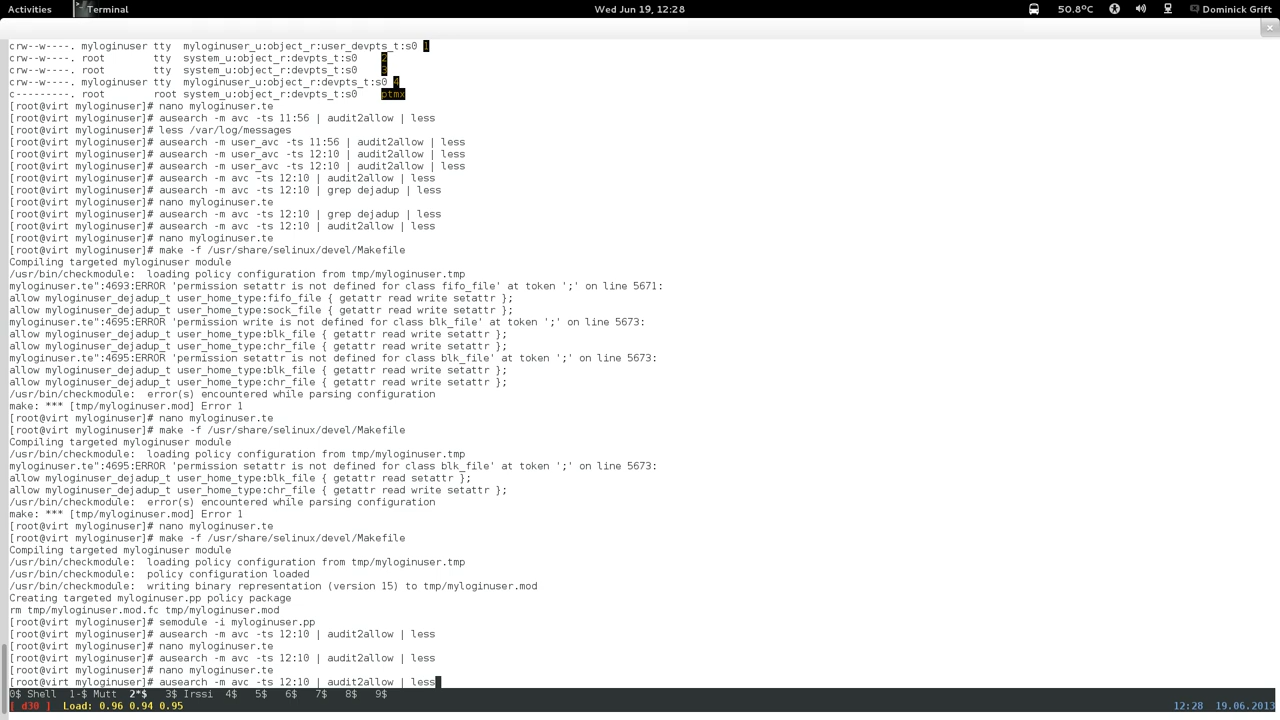 Activities Terminal Wed Jun 19, 12:28 50.8°C Dominick Grift
crw--w----. myloginuser tty  myloginuser_u:object_r:user_devpts_t:s0 1
crw--w----. root        tty  system_u:object_r:devpts_t:s0    2
crw--w----. root        tty  system_u:object_r:devpts_t:s0    3
crw--w----. myloginuser tty  myloginuser_u:object_r:devpts_t:s0 4
c---------. root        root system_u:object_r:devpts_t:s0    ptmx
[root@virt myloginuser]# nano myloginuser.te
[root@virt myloginuser]# ausearch -m avc -ts 11:56 | audit2allow | less
[root@virt myloginuser]# less /var/log/messages
[root@virt myloginuser]# ausearch -m user_avc -ts 11:56 | audit2allow | less
[root@virt myloginuser]# ausearch -m user_avc -ts 12:10 | audit2allow | less
[root@virt myloginuser]# ausearch -m user_avc -ts 12:10 | audit2allow | less
[root@virt myloginuser]# ausearch -m avc -ts 12:10 | audit2allow | less
[root@virt myloginuser]# ausearch -m avc -ts 12:10 | grep dejadup | less
[root@virt myloginuser]# nano myloginuser.te
[root@virt myloginuser]# ausearch -m avc -ts 12:10 | grep dejadup | less
[root@virt myloginuser]# ausearch -m avc -ts 12:10 | audit2allow | less
[root@virt myloginuser]# nano myloginuser.te
[root@virt myloginuser]# make -f /usr/share/selinux/devel/Makefile
Compiling targeted myloginuser module
/usr/bin/checkmodule:  loading policy configuration from tmp/myloginuser.tmp
myloginuser.te":4693:ERROR 'permission setattr is not defined for class fifo_file' at token ';' on line 5671:
allow myloginuser_dejadup_t user_home_type:fifo_file { getattr read write setattr };
allow myloginuser_dejadup_t user_home_type:sock_file { getattr read write setattr };
myloginuser.te":4695:ERROR 'permission write is not defined for class blk_file' at token ';' on line 5673:
allow myloginuser_dejadup_t user_home_type:blk_file { getattr read write setattr };
allow myloginuser_dejadup_t user_home_type:chr_file { getattr read write setattr };
myloginuser.te":4695:ERROR 'permission setattr is not defined for class blk_file' at token ';' on line 5673:
allow myloginuser_dejadup_t user_home_type:blk_file { getattr read write setattr };
allow myloginuser_dejadup_t user_home_type:chr_file { getattr read write setattr };
/usr/bin/checkmodule:  error(s) encountered while parsing configuration
make: *** [tmp/myloginuser.mod] Error 1
[root@virt myloginuser]# nano myloginuser.te
[root@virt myloginuser]# make -f /usr/share/selinux/devel/Makefile
Compiling targeted myloginuser module
/usr/bin/checkmodule:  loading policy configuration from tmp/myloginuser.tmp
myloginuser.te":4695:ERROR 'permission setattr is not defined for class blk_file' at token ';' on line 5673:
allow myloginuser_dejadup_t user_home_type:blk_file { getattr read setattr };
allow myloginuser_dejadup_t user_home_type:chr_file { getattr read write setattr };
/usr/bin/checkmodule:  error(s) encountered while parsing configuration
make: *** [tmp/myloginuser.mod] Error 1
[root@virt myloginuser]# nano myloginuser.te
[root@virt myloginuser]# make -f /usr/share/selinux/devel/Makefile
Compiling targeted myloginuser module
/usr/bin/checkmodule:  loading policy configuration from tmp/myloginuser.tmp
/usr/bin/checkmodule:  policy configuration loaded
/usr/bin/checkmodule:  writing binary representation (version 15) to tmp/myloginuser.mod
Creating targeted myloginuser.pp policy package
rm tmp/myloginuser.mod.fc tmp/myloginuser.mod
[root@virt myloginuser]# semodule -i myloginuser.pp
[root@virt myloginuser]# ausearch -m avc -ts 12:10 | audit2allow | less
[root@virt myloginuser]# nano myloginuser.te
[root@virt myloginuser]# ausearch -m avc -ts 12:10 | audit2allow | less
[root@virt myloginuser]# nano myloginuser.te
[root@virt myloginuser]# ausearch -m avc -ts 12:10 | audit2allow | less
0$ Shell  1-$ Mutt  2*$   3$ Irssi  4$   5$   6$   7$   8$   9$
[ d30 ]  Load: 0.96 0.94 0.95 12:28  19.06.2013